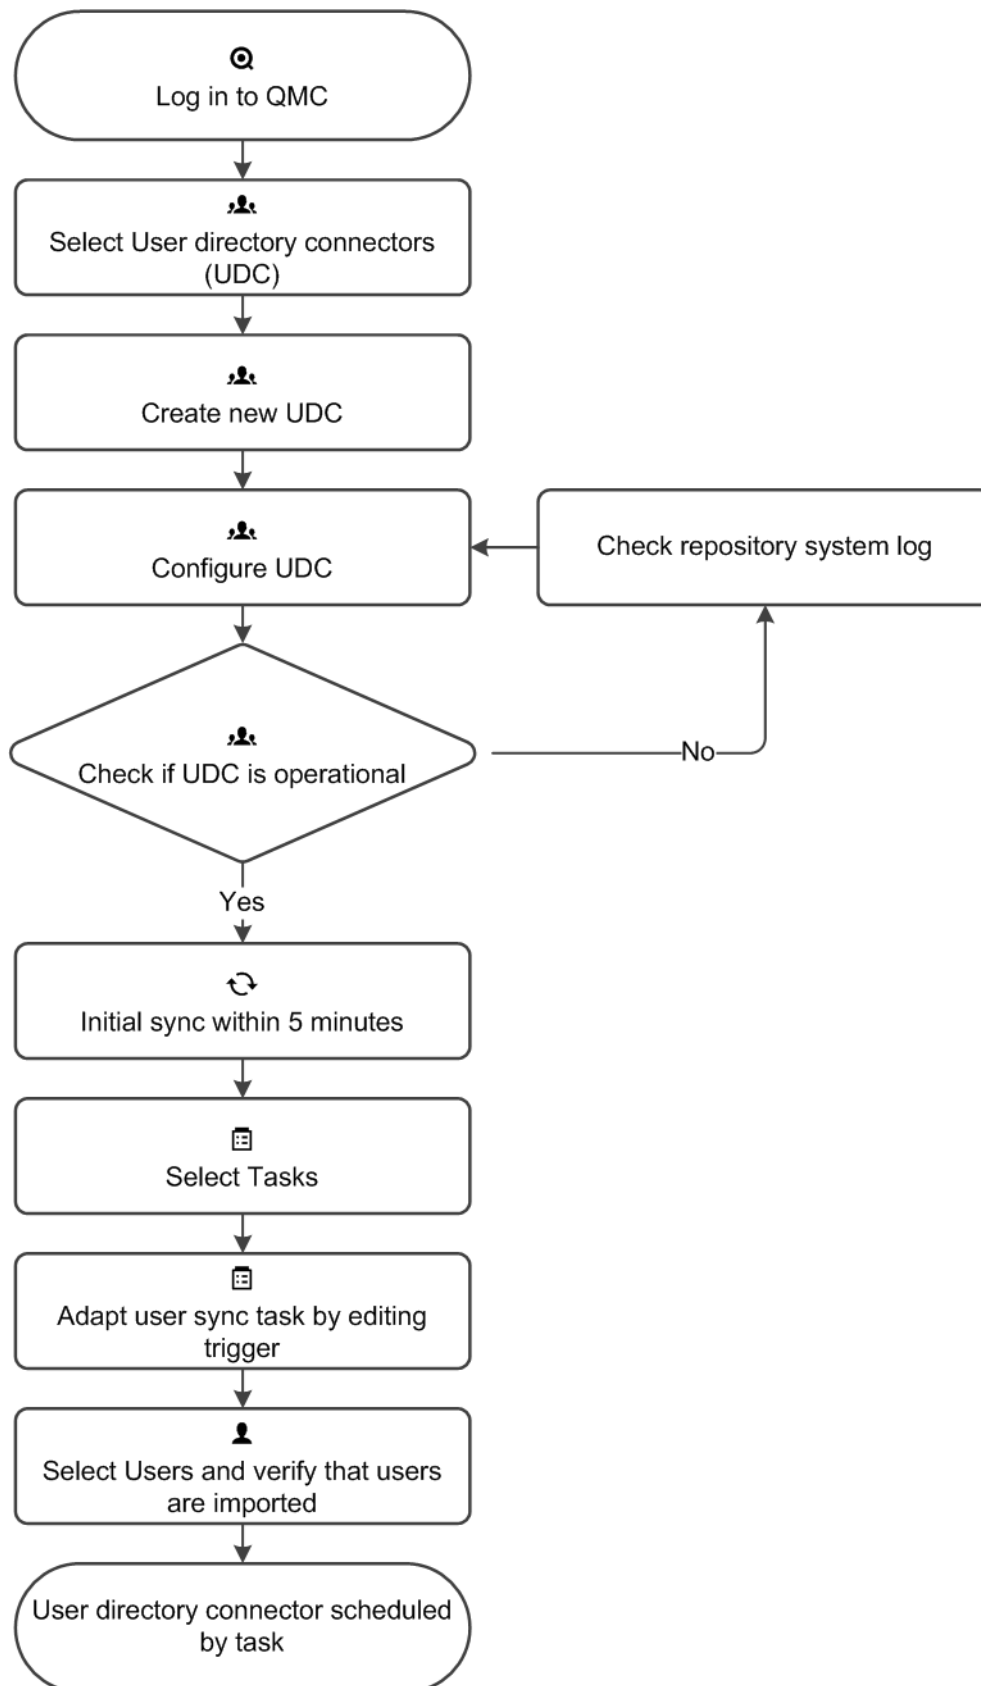 Log in to QMC
Select User directory connectors
(UDC)
Create new UDC
Configure UDC
Check repository system log
Check if UDC is operational
No
Yes
Initial sync within 5 minutes
Select Tasks
Adapt user sync task by editing
trigger
Select Users and verify that users
are imported
User directory connector scheduled
by task